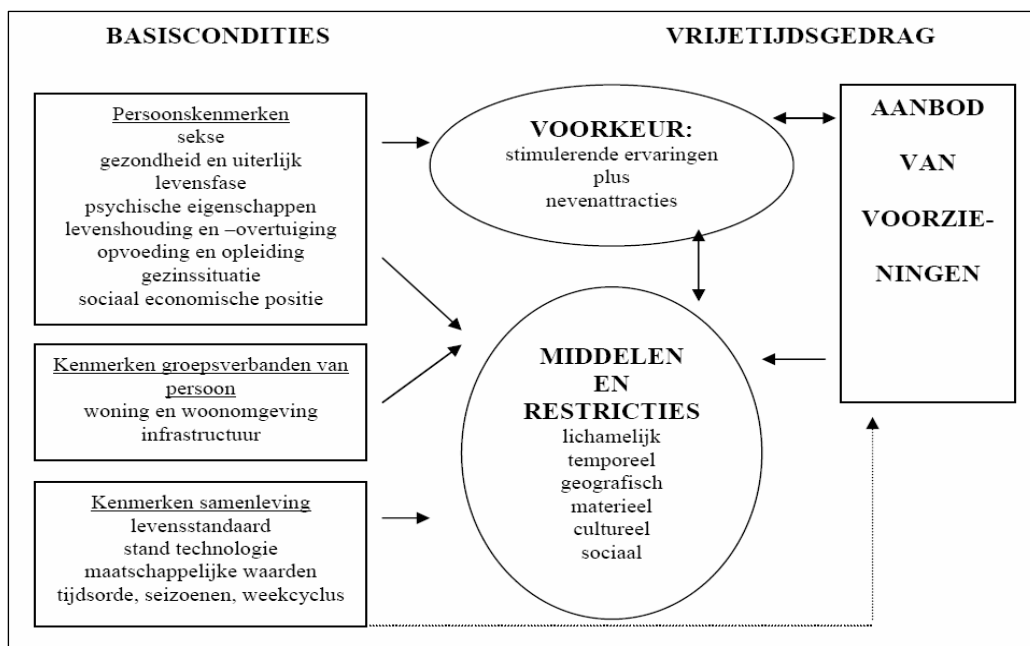 BASISCONDITIES
VRIJETIJDSGEDRAG
Persoonskenmerken
sekse
gezondheid en uiterlijk
levensfase
psychische eigenschappen
levenshouding en –overtuiging
opvoeding en opleiding
gezinssituatie
sociaal economische positie
Kenmerken groepsverbanden van
persoon
woning en woonomgeving
infrastructuur
Kenmerken samenleving
levensstandaard
stand technologie
maatschappelijke waarden
tijdsorde, seizoenen, weekcyclus
VOORKEUR:
stimulerende ervaringen
plus
nevenattracties
MIDDELEN
EN
RESTRICTIES
lichamelijk
temporeel
geografisch
materieel
cultureel
sociaal
AANBOD
VAN
VOORZIE-
NINGEN